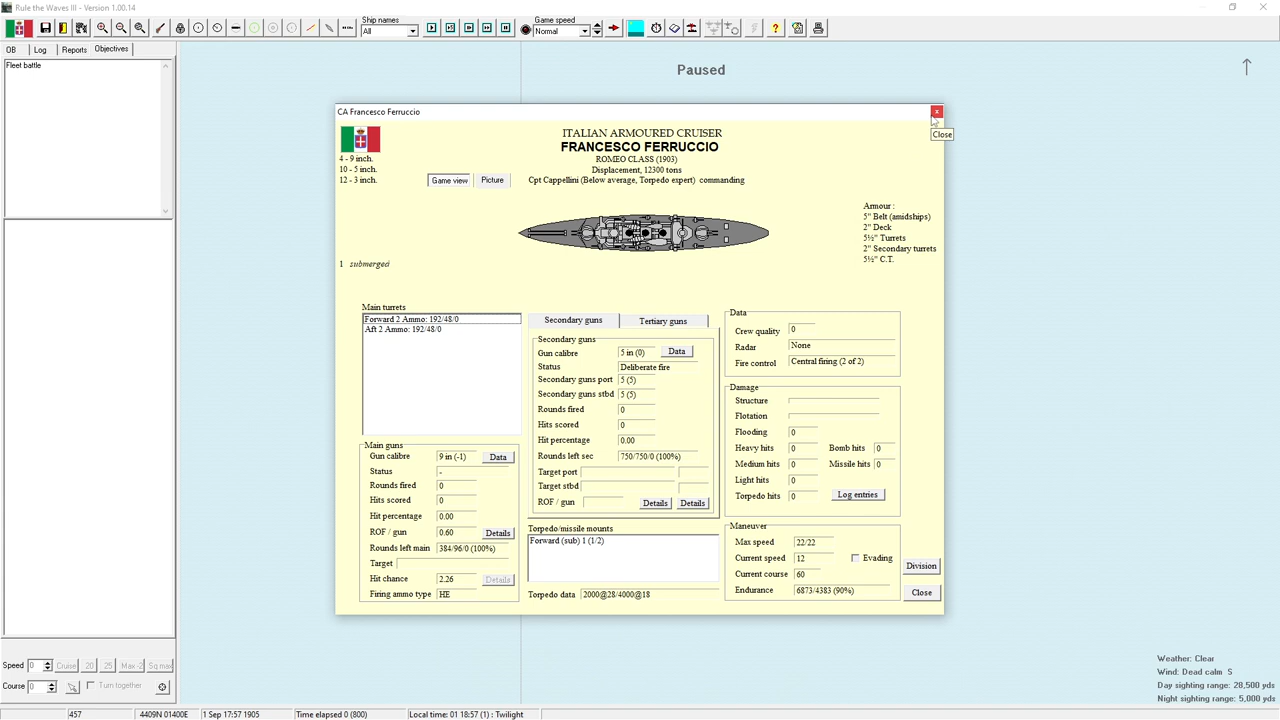 Rule the Waves III - Version 1.00.14
Ship names
All
Game speed
Normal
OB
Log
Reports
Objectives
Fleet battle
Paused
CA Francesco Ferruccio
x
Close
ITALIAN ARMOURED CRUISER
FRANCESCO FERRUCCIO
ROMEO CLASS (1903)
Displacement, 12300 tons
Cpt Cappellini (Below average, Torpedo expert) commanding
4 - 9 inch.
10 - 5 inch.
12 - 3 inch.
Game view
Picture
Armour :
5" Belt (amidships)
2" Deck
5½" Turrets
2" Secondary turrets
5½" C.T.
1 submerged
Main turrets
Forward 2 Ammo: 192/48/0
Aft 2 Ammo: 192/48/0
Main guns
Gun calibre 9 in (-1) Data
Status -
Rounds fired 0
Hits scored 0
Hit percentage 0.00
ROF / gun 0.60 Details
Rounds left main 384/96/0 (100%)
Target
Hit chance 2.26 Details
Firing ammo type HE
Secondary guns
Tertiary guns
Secondary guns
Gun calibre 5 in (0) Data
Status Deliberate fire
Secondary guns port 5 (5)
Secondary guns stbd 5 (5)
Rounds fired 0
Hits scored 0
Hit percentage 0.00
Rounds left sec 750/750/0 (100%)
Target port
Target stbd
ROF / gun Details Details
Torpedo/missile mounts
Forward (sub) 1 (1/2)
Torpedo data 2000@28/4000@18
Data
Crew quality 0
Radar None
Fire control Central firing (2 of 2)
Damage
Structure
Flotation
Flooding 0
Heavy hits 0 Bomb hits 0
Medium hits 0 Missile hits 0
Light hits 0
Torpedo hits 0 Log entries
Maneuver
Max speed 22/22
Current speed 12 Evading
Current course 60
Endurance 6873/4383 (90%)
Division
Close
Speed 0 Cruise 20 25 Max -2 Sq max
Course 0 Turn together
Weather: Clear
Wind: Dead calm S
Day sighting range: 28,500 yds
Night sighting range: 5,000 yds
457
4409N 01400E
1 Sep 17:57 1905
Time elapsed 0 (800)
Local time: 01 18:57 (1) : Twilight